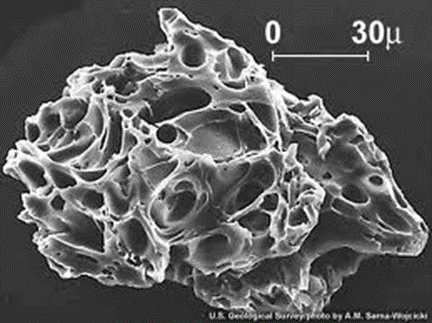 0 30μ
U.S. Geological Survey/photo by A.M. Sarna-Wojcicki